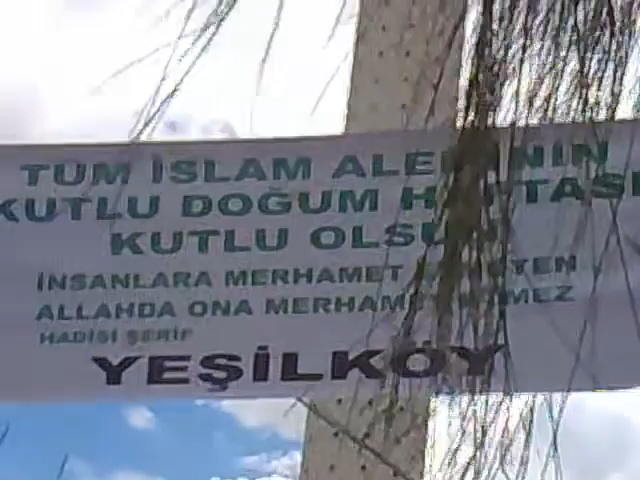 TÜM İSLAM ALEMİNİN
KUTLU DOĞUM HAFTASI
KUTLU OLSUN
İNSANLARA MERHAMET ETMEYEN
ALLAHDA ONA MERHAMET ETMEZ
HADİSİ ŞERİF
YEŞİLKÖY